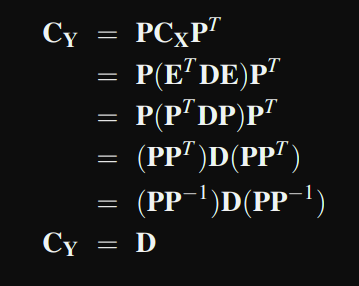 C_Y = PC_XP^T
= P(E^TDE)P^T
= P(P^TDP)P^T
= (PP^T)D(PP^T)
= (PP^{-1})D(PP^{-1})
C_Y = D